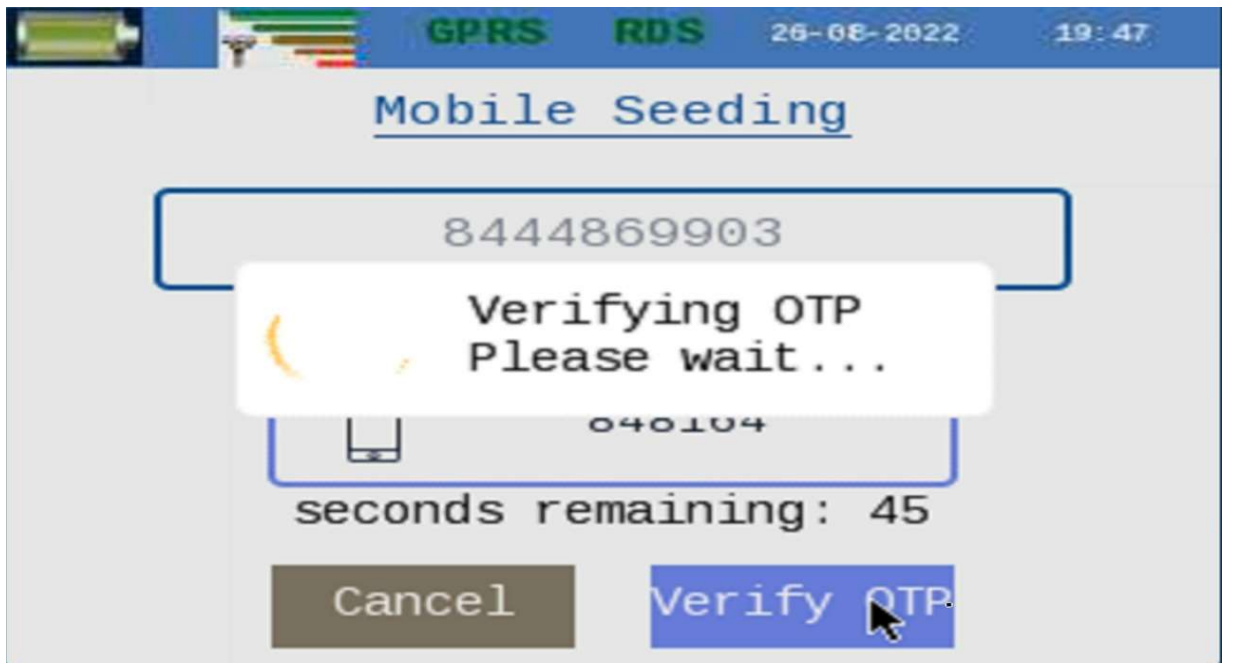 GPRS RDS 26-08-2022 19:47
Mobile Seeding
8444869903
Verifying OTP
Please wait...
848164
seconds remaining: 45
Cancel Verify OTP